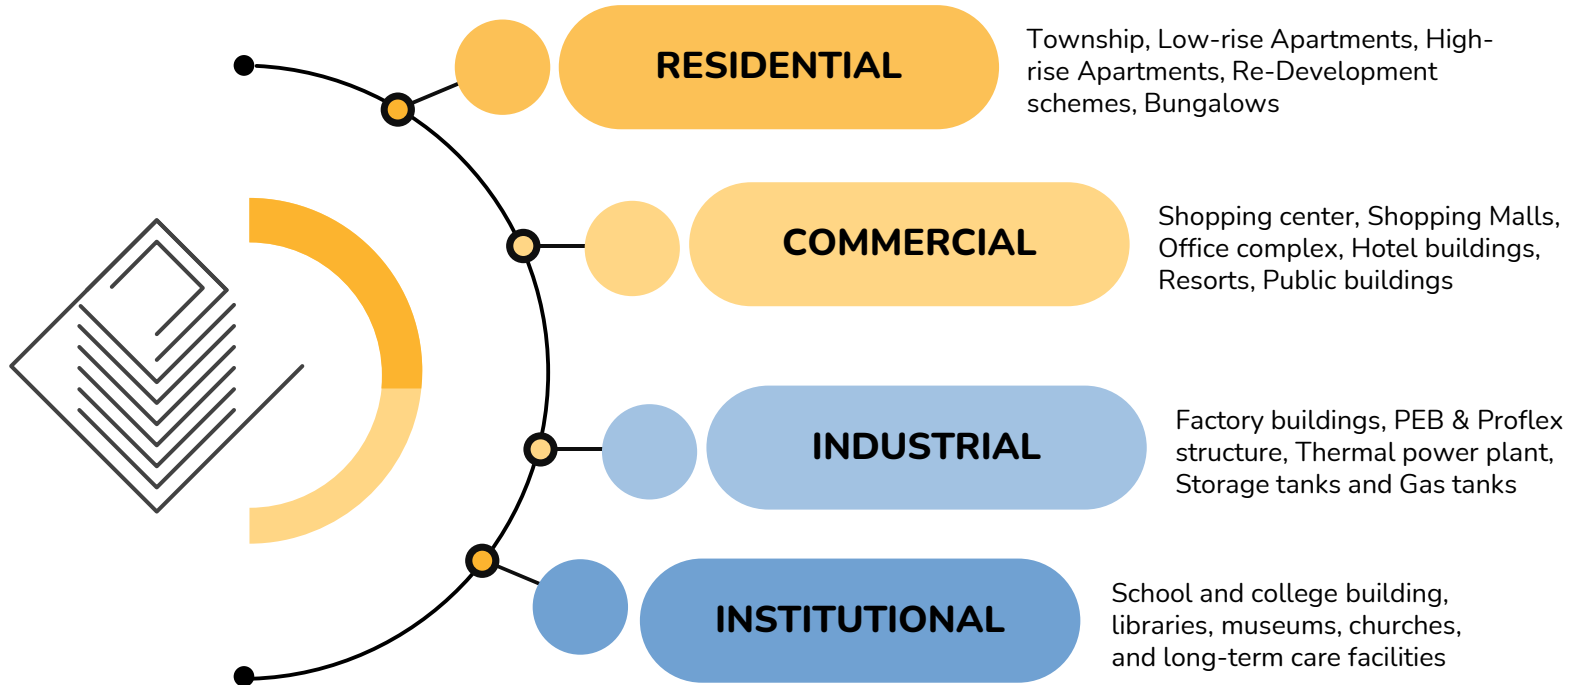 RESIDENTIAL
Township, Low-rise Apartments, High-
rise Apartments, Re-Development
schemes, Bungalows
COMMERCIAL
Shopping center, Shopping Malls,
Office complex, Hotel buildings,
Resorts, Public buildings
INDUSTRIAL
Factory buildings, PEB & Proflex
structure, Thermal power plant,
Storage tanks and Gas tanks
INSTITUTIONAL
School and college building,
libraries, museums, churches,
and long-term care facilities